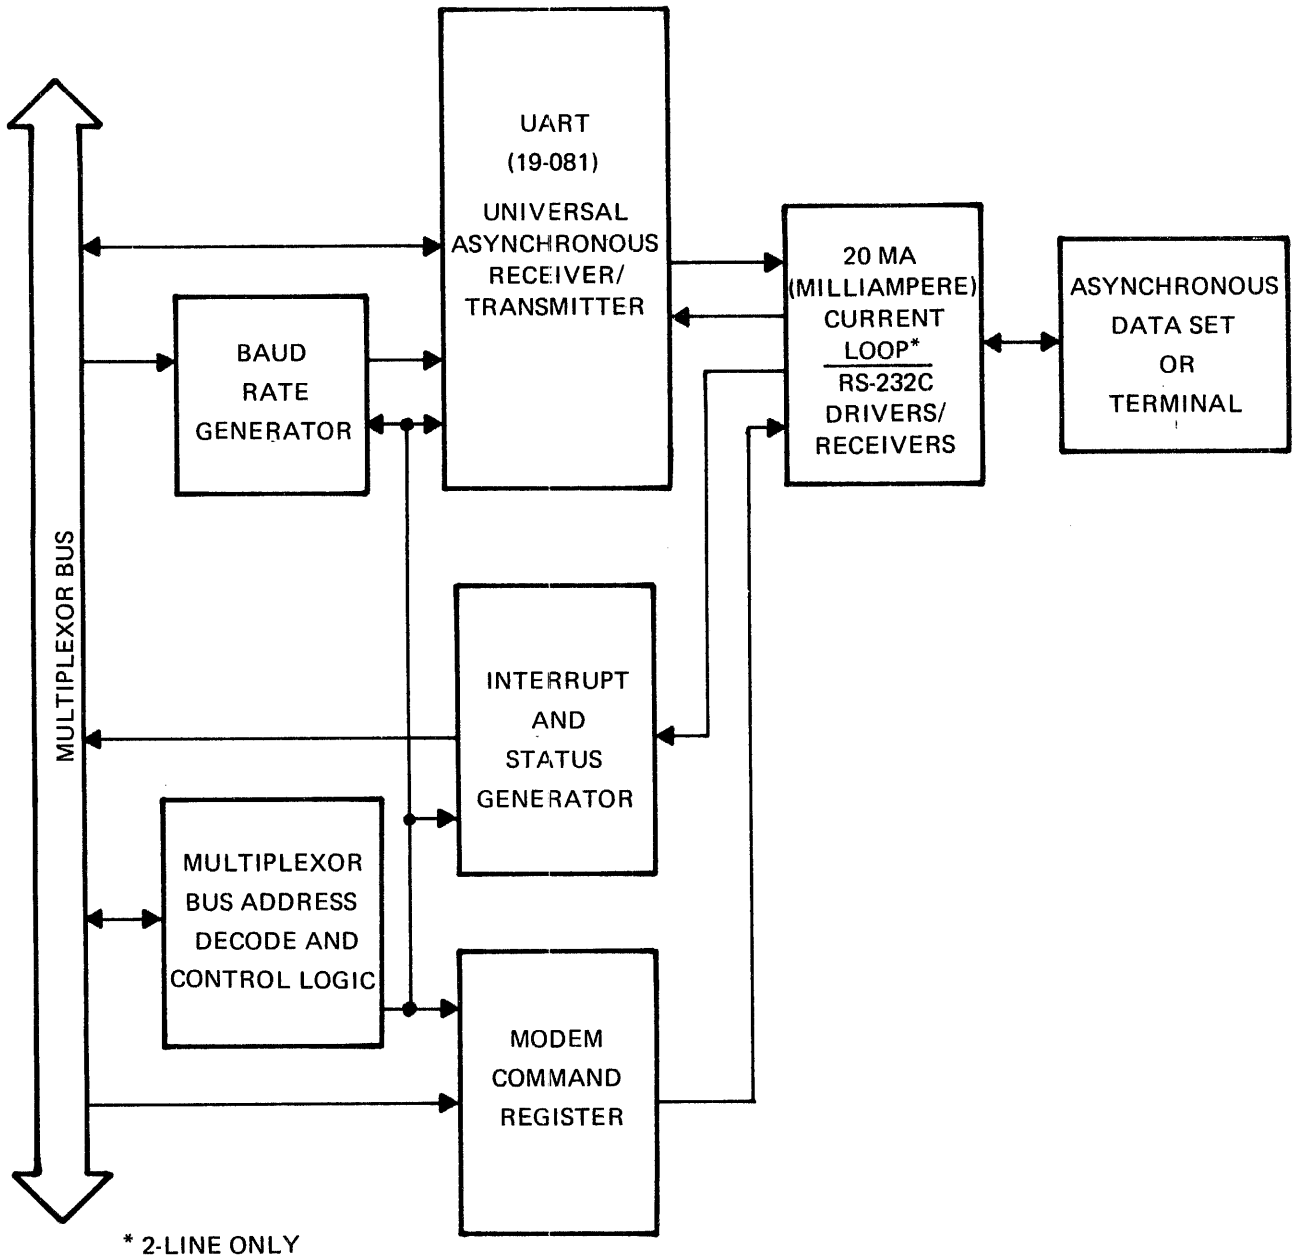 UART
(19-081)
UNIVERSAL
ASYNCHRONOUS
RECEIVER/
TRANSMITTER
20 MA
(MILLIAMPERE)
CURRENT
LOOP*
RS-232C
DRIVERS/
RECEIVERS
ASYNCHRONOUS
DATA SET
OR
TERMINAL
BAUD
RATE
GENERATOR
MULTIPLEXOR BUS
INTERRUPT
AND
STATUS
GENERATOR
MULTIPLEXOR
BUS ADDRESS
DECODE AND
CONTROL LOGIC
MODEM
COMMAND
REGISTER
* 2-LINE ONLY